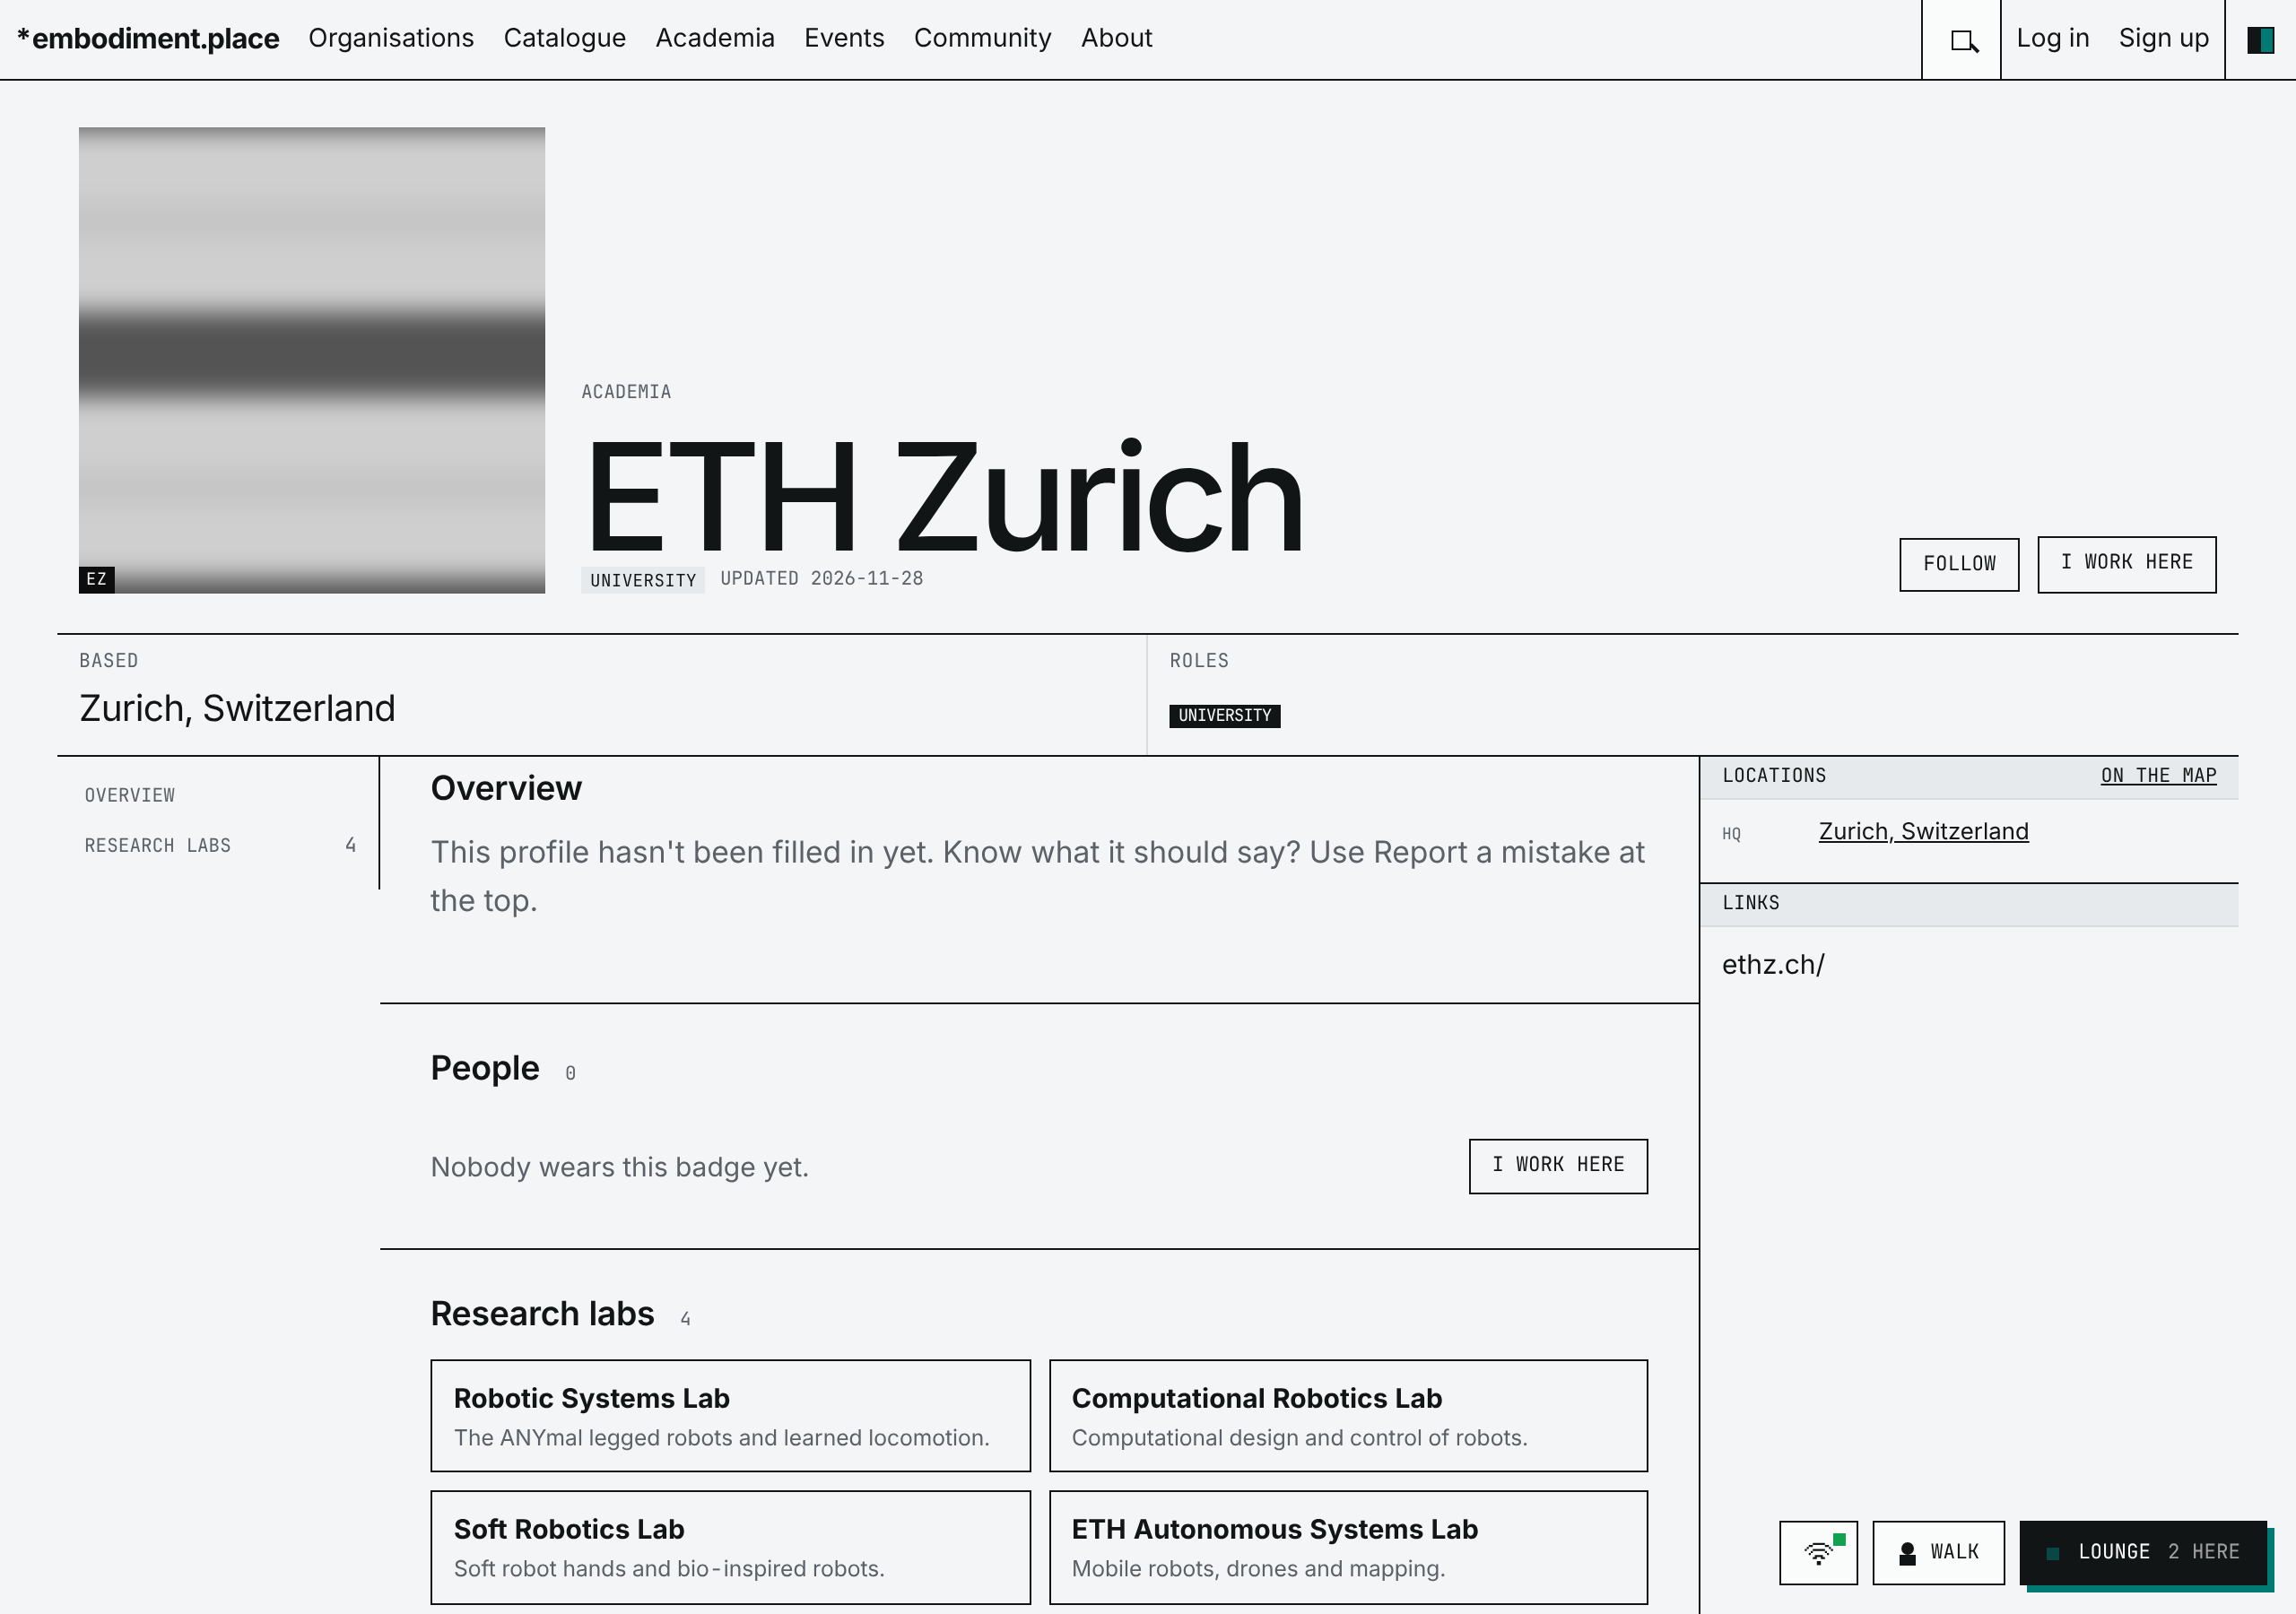 *embodiment.place Organisations Catalogue Academia Events Community About Log in Sign up
EZ
ACADEMIA
ETH Zurich
UNIVERSITY UPDATED 2026-11-28
FOLLOW I WORK HERE
BASED
Zurich, Switzerland
ROLES
UNIVERSITY
OVERVIEW
RESEARCH LABS 4
Overview
This profile hasn't been filled in yet. Know what it should say? Use Report a mistake at
the top.
People 0
Nobody wears this badge yet.
I WORK HERE
Research labs 4
Robotic Systems Lab
The ANYmal legged robots and learned locomotion.
Computational Robotics Lab
Computational design and control of robots.
Soft Robotics Lab
Soft robot hands and bio-inspired robots.
ETH Autonomous Systems Lab
Mobile robots, drones and mapping.
LOCATIONS ON THE MAP
HQ Zurich, Switzerland
LINKS
ethz.ch/
WALK
LOUNGE 2 HERE